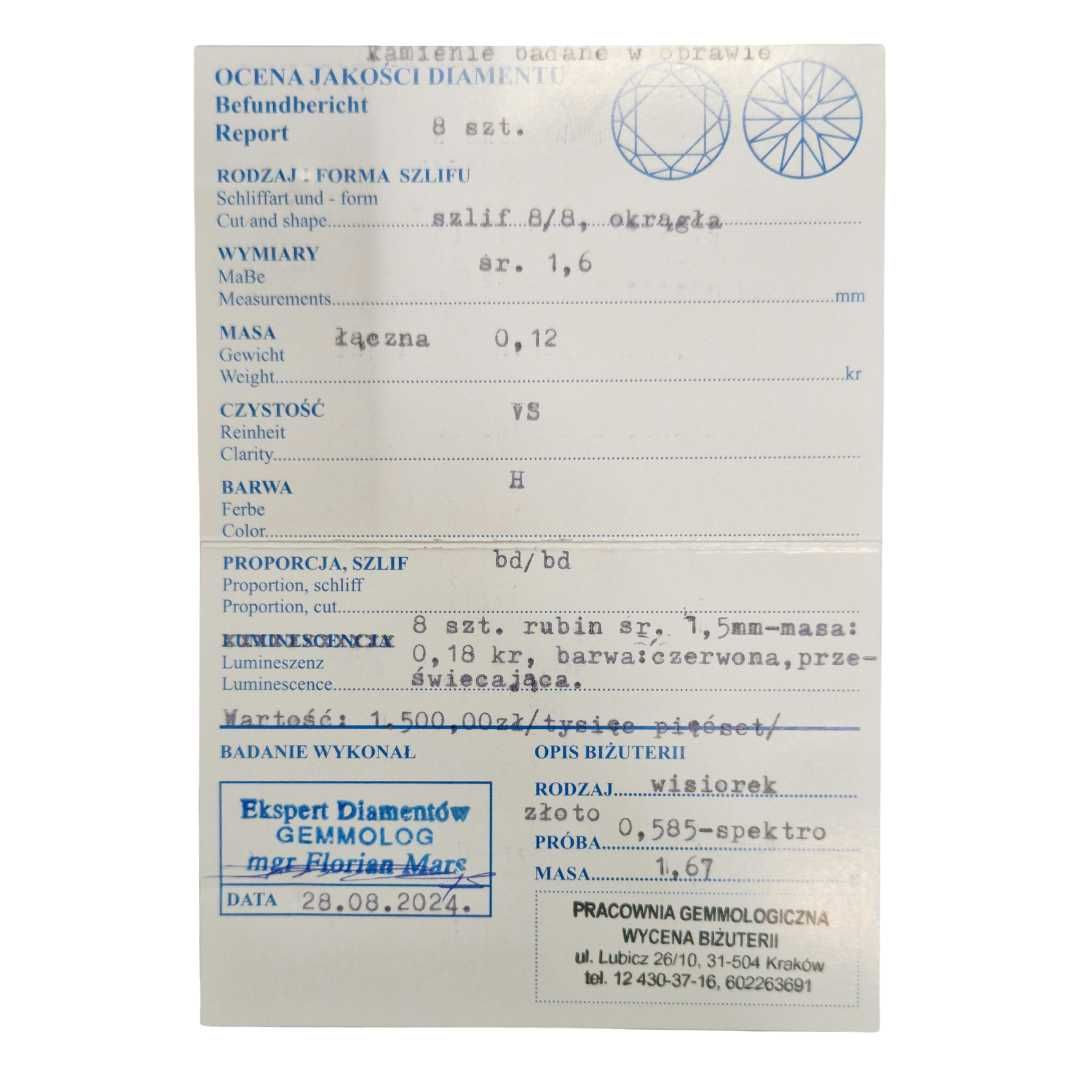 Kamienie badane w oprawie
OCENA JAKOŚCI DIAMENTU
Befundbericht
Report 8 szt.
RODZAJ I FORMA SZLIFU
Schliffart und - form
Cut and shape szlif 8/8, okrągła
WYMIARY
MaBe śr. 1,6
Measurements mm
MASA łączna 0,12
Gewicht
Weight kr
CZYSTOŚĆ VS
Reinheit
Clarity
BARWA H
Ferbe
Color
PROPORCJA, SZLIF bd/bd
Proportion, schliff
Proportion, cut
8 szt. rubin śr. 1,5mm-masa:
LUMINESCENCJA
Lumineszenz 0,18 kr, barwa:czerwona,prze-
Luminescence świecająca.
Wartość: 1.500,00zł/tysięc pięćset/
BADANIE WYKONAŁ
OPIS BIŻUTERII
RODZAJ wisiorek
złoto
PRÓBA 0,585-spektro
MASA 1,67
Ekspert Diamentów
GEMMOLOG
mgr Florian Mars
DATA 28.08.2024.
PRACOWNIA GEMMOLOGICZNA
WYCENA BIŻUTERII
ul. Lubicz 26/10, 31-504 Kraków
tel. 12 430-37-16, 602263691